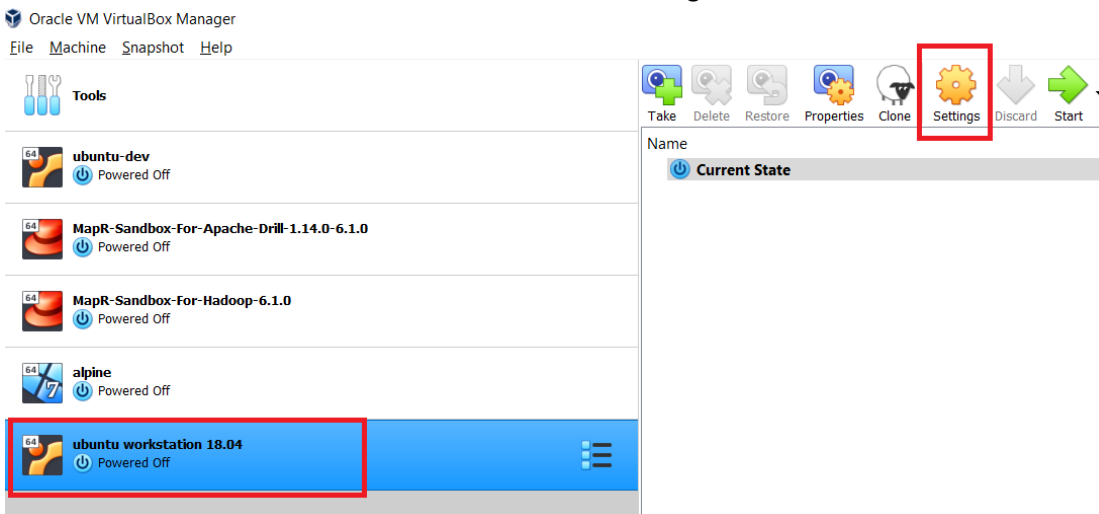 Oracle VM VirtualBox Manager
File Machine Snapshot Help
Tools
Take Delete Restore Properties Clone Settings Discard Start
Name
Current State
64
ubuntu-dev
Powered Off
64
MapR-Sandbox-For-Apache-Drill-1.14.0-6.1.0
Powered Off
64
MapR-Sandbox-For-Hadoop-6.1.0
Powered Off
64
7
alpine
Powered Off
64
ubuntu workstation 18.04
Powered Off